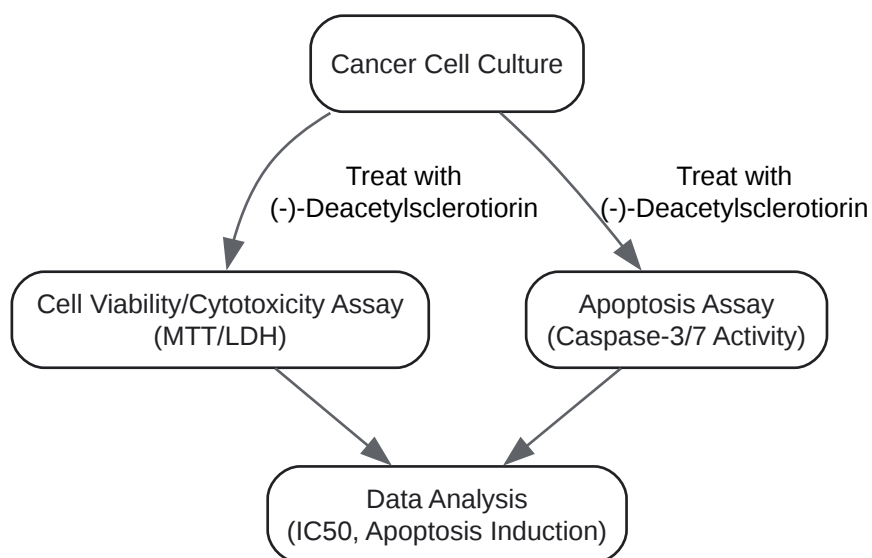 Cancer Cell Culture
Treat with
(-)-Deacetylsclerotiorin
Treat with
(-)-Deacetylsclerotiorin
Cell Viability/Cytotoxicity Assay
(MTT/LDH)
Apoptosis Assay
(Caspase-3/7 Activity)
Data Analysis
(IC50, Apoptosis Induction)